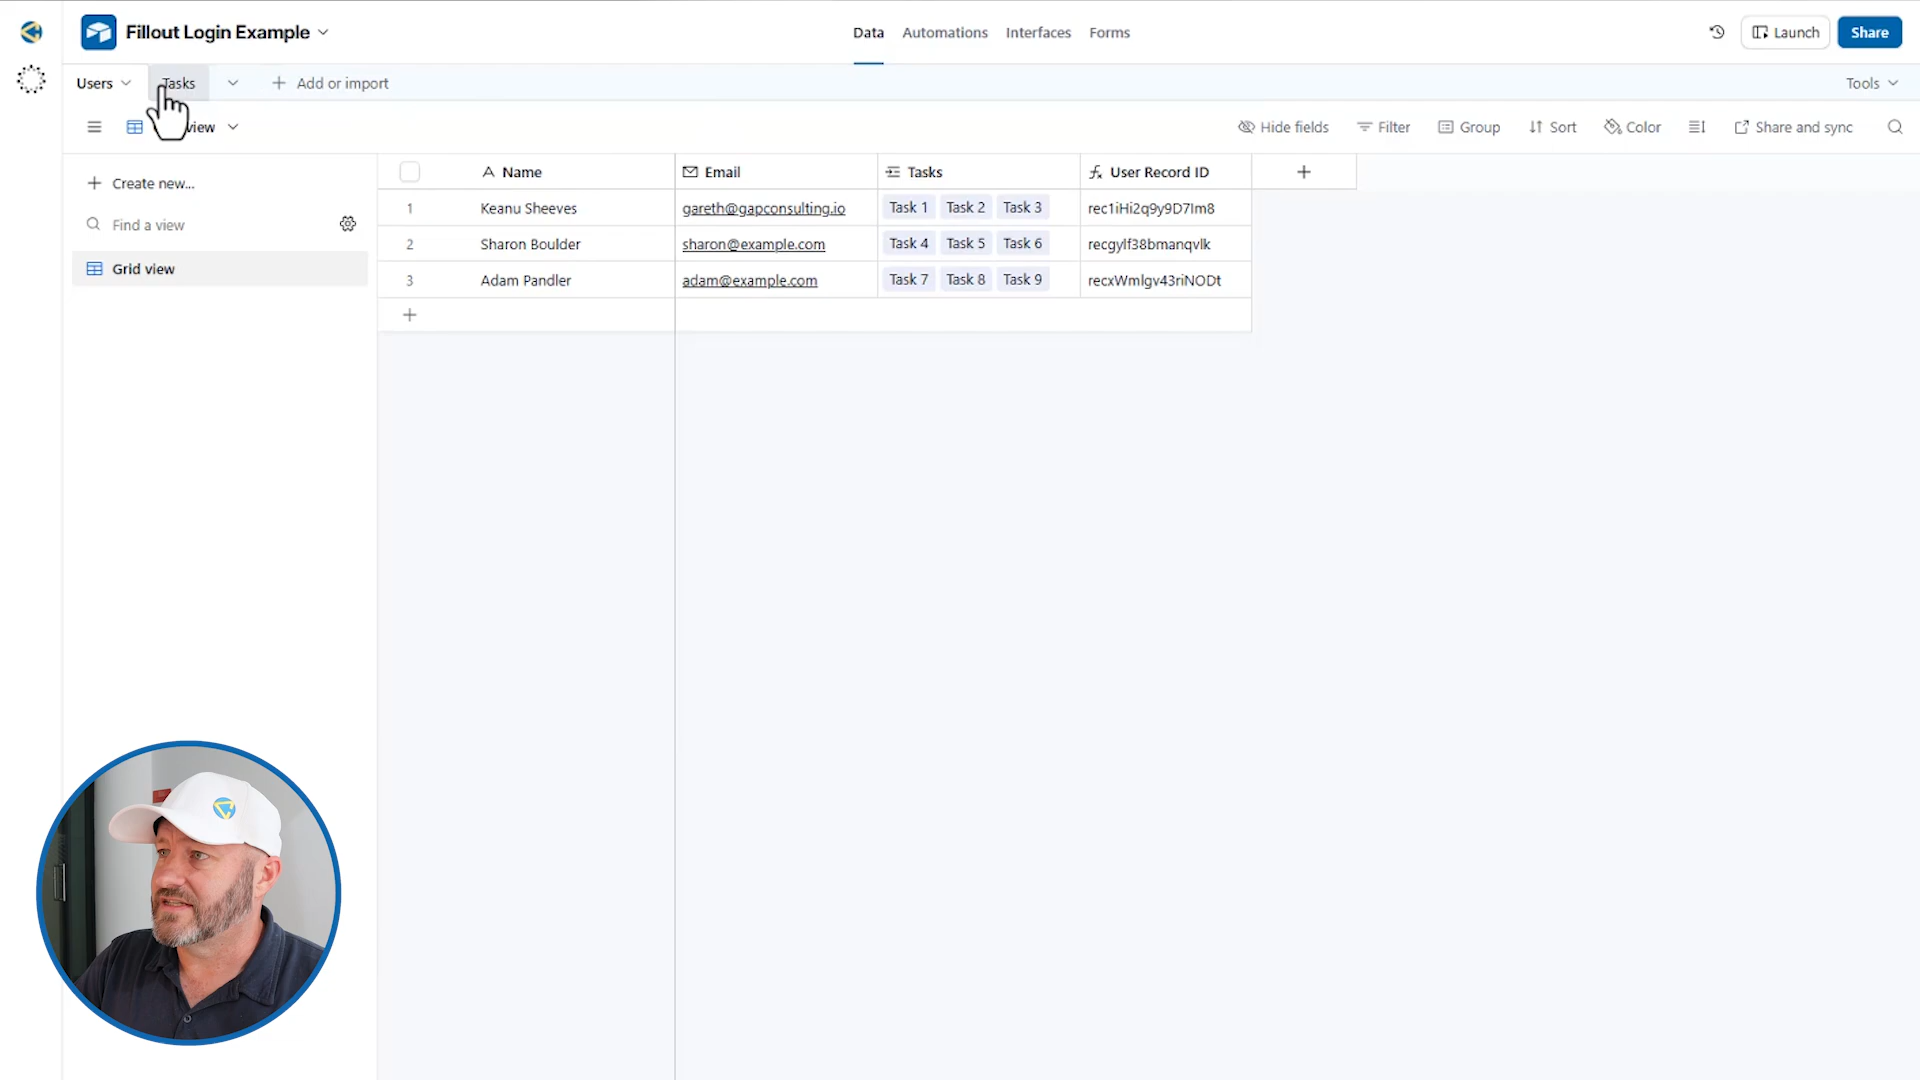 Fillout Login Example
Data Automations Interfaces Forms
Launch Share
Users Tasks Add or import Tools
view Hide fields Filter Group Sort Color Share and sync
Create new...
Find a view
Grid view
Name Email Tasks User Record ID
1 Keanu Sheeves gareth@gapconsulting.io Task 1 Task 2 Task 3 rec1iHi2q9y9D7Im8
2 Sharon Boulder sharon@example.com Task 4 Task 5 Task 6 recgylf38bmanqvlk
3 Adam Pandler adam@example.com Task 7 Task 8 Task 9 recxWmlgv43riNODt